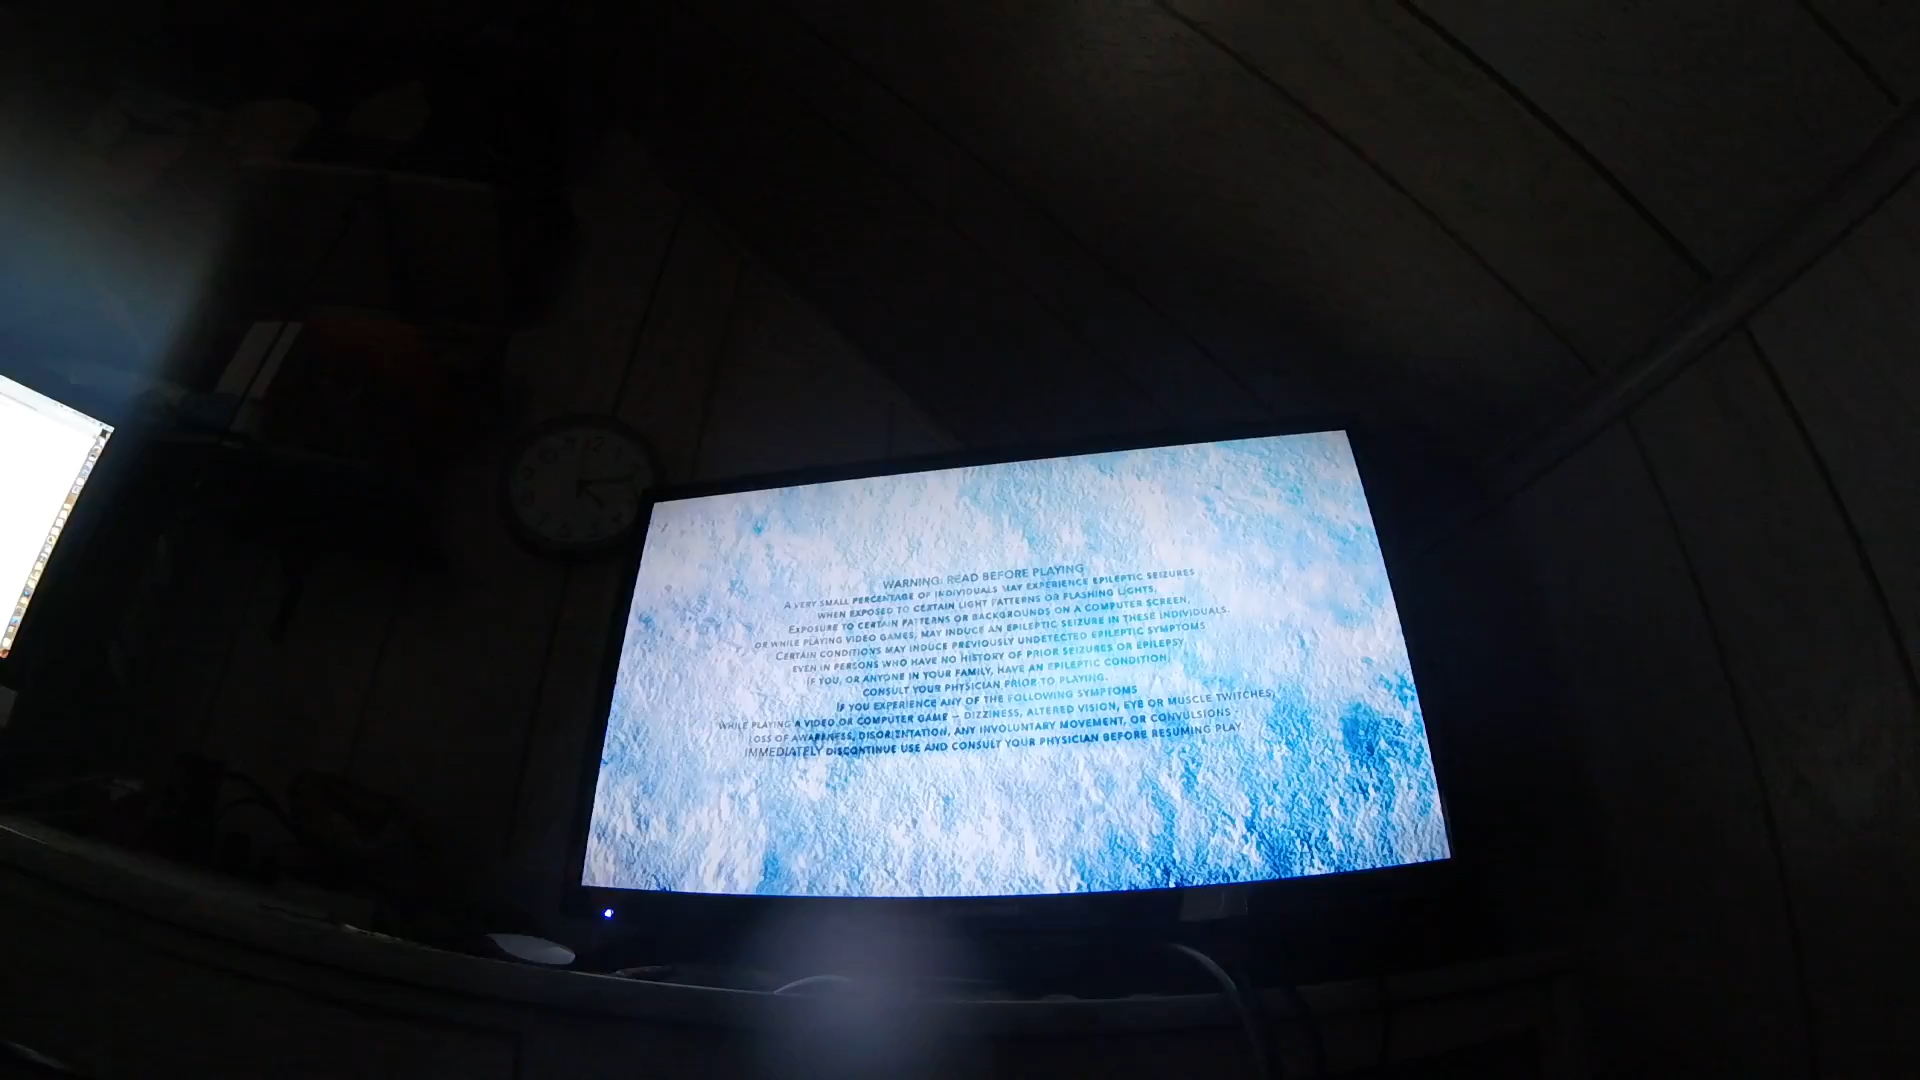 WARNING: READ BEFORE PLAYING
A VERY SMALL PERCENTAGE OF INDIVIDUALS MAY EXPERIENCE EPILEPTIC SEIZURES
WHEN EXPOSED TO CERTAIN LIGHT PATTERNS OR FLASHING LIGHTS.
EXPOSURE TO CERTAIN PATTERNS OR BACKGROUNDS ON A COMPUTER SCREEN,
OR WHILE PLAYING VIDEO GAMES, MAY INDUCE AN EPILEPTIC SEIZURE IN THESE INDIVIDUALS.
CERTAIN CONDITIONS MAY INDUCE PREVIOUSLY UNDETECTED EPILEPTIC SYMPTOMS
EVEN IN PERSONS WHO HAVE NO HISTORY OF PRIOR SEIZURES OR EPILEPSY
IF YOU, OR ANYONE IN YOUR FAMILY, HAVE AN EPILEPTIC CONDITION
CONSULT YOUR PHYSICIAN PRIOR TO PLAYING.
IF YOU EXPERIENCE ANY OF THE FOLLOWING SYMPTOMS
WHILE PLAYING A VIDEO OR COMPUTER GAME – DIZZINESS, ALTERED VISION, EYE OR MUSCLE TWITCHES,
LOSS OF AWARENESS, DISORIENTATION, ANY INVOLUNTARY MOVEMENT, OR CONVULSIONS -
IMMEDIATELY DISCONTINUE USE AND CONSULT YOUR PHYSICIAN BEFORE RESUMING PLAY.